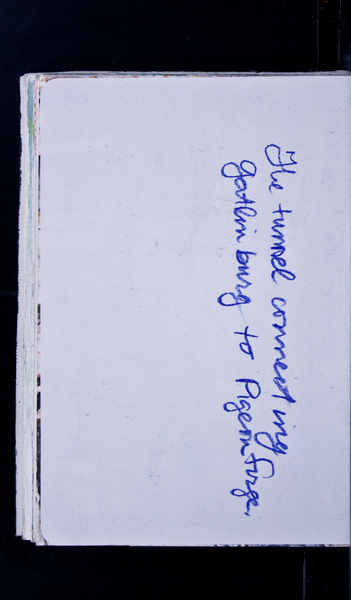 The tunnel connecting
gatlinburg to Pigeon forge.